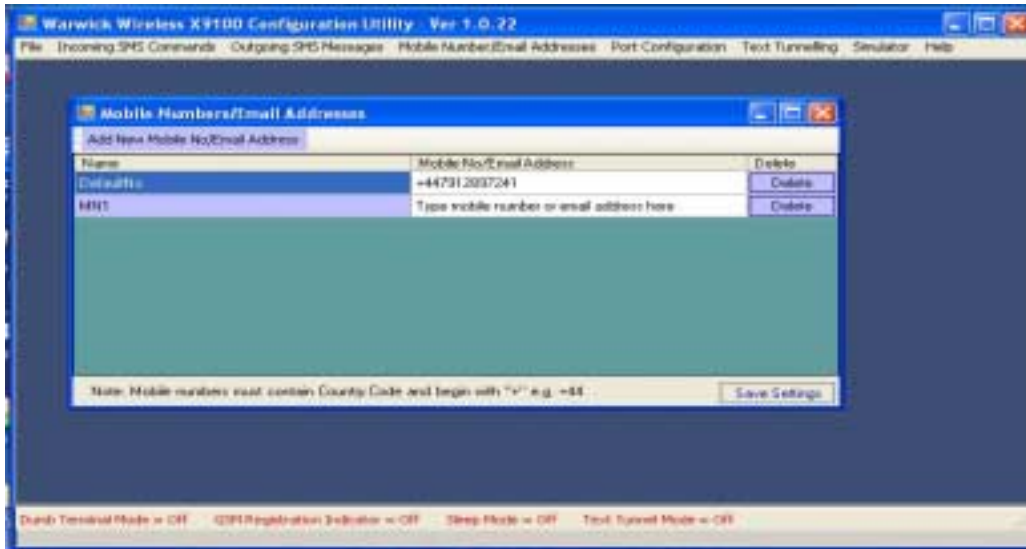 Warwick Wireless X9100 Configuration Utility Ver 1.0.22
File Incoming SMS Commands Outgoing SMS Messages Mobile Number/Email Addresses Port Configuration Text Tunnelling Simulator Help
Mobile Numbers/Email Addresses
Add New Mobile No/Email Address
Name Mobile No/Email Address Delete
DefaultNo Delete
MN1 Type mobile number or email address here Delete
Note: Mobile numbers must contain Country Code and begin with "+" e.g. +44
Save Settings
Dumb Terminal Mode = Off GSM Registration Indicator = Off Sleep Mode = Off Text Tunnel Mode = Off